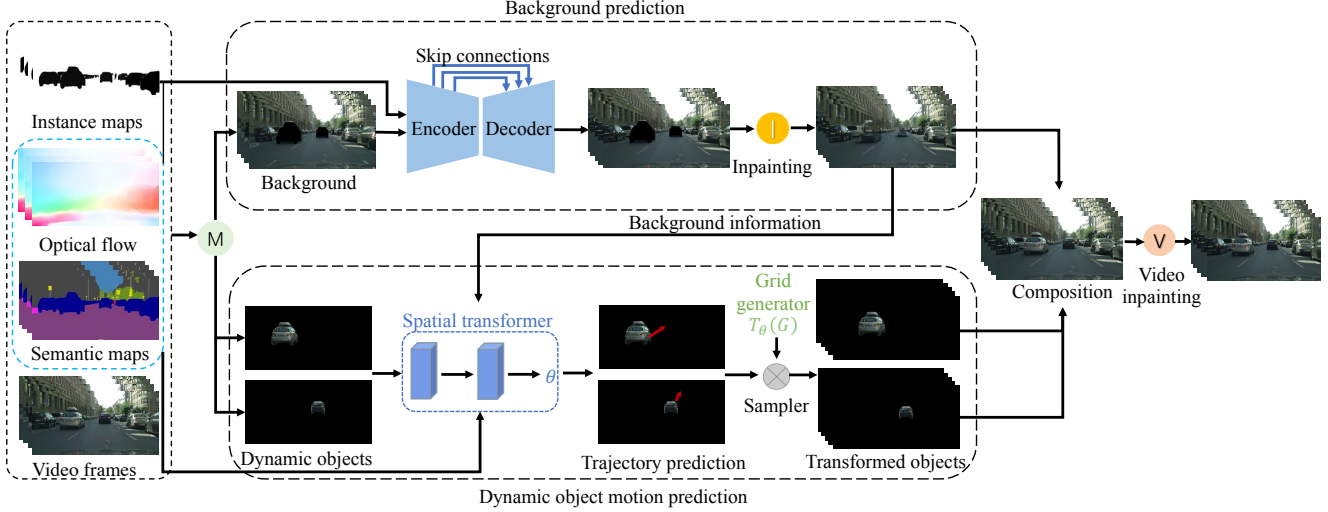 Background prediction
Instance maps
Optical flow
Semantic maps
Video frames
M
Skip connections
Encoder
Decoder
Background
I
Inpainting
Background information
Spatial transformer
θ
Dynamic objects
Trajectory prediction
Grid
generator
T_θ(G)
Sampler
Transformed objects
Dynamic object motion prediction
Composition
V
Video
inpainting